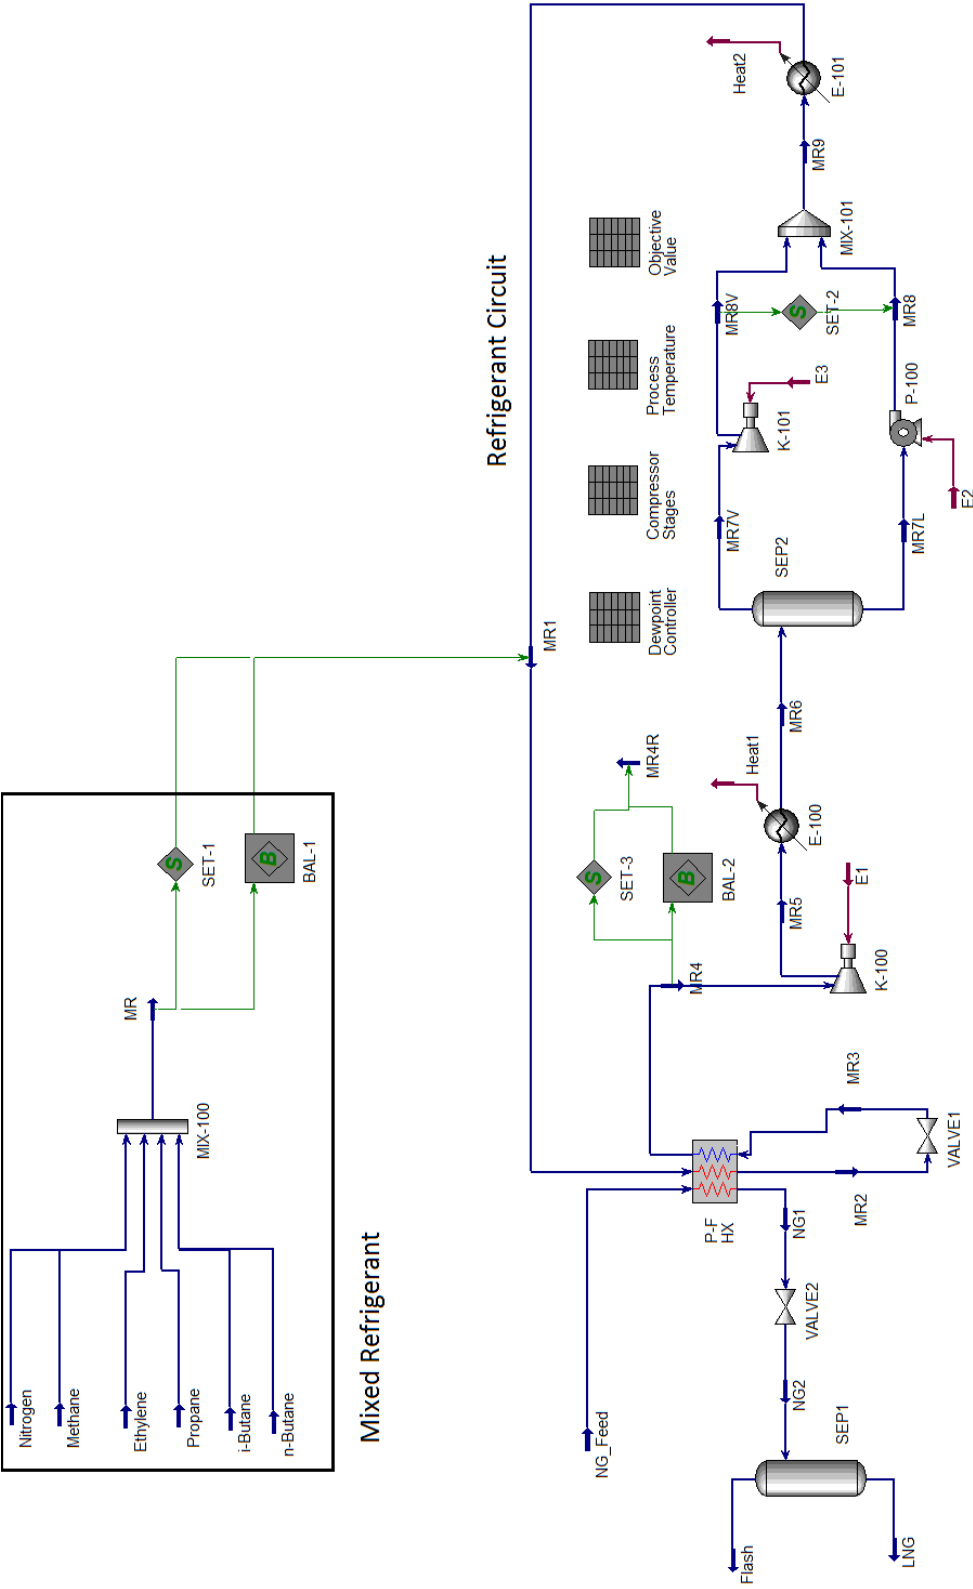 Mixed Refrigerant
Nitrogen
Methane
Ethylene
Propane
i-Butane
n-Butane
MIX-100
MR
S
SET-1
B
BAL-1
Refrigerant Circuit
MR1
Dewpoint
Controller
Compressor
Stages
Process
Temperature
Objective
Value
NG_Feed
P-F
HX
NG1
VALVE2
NG2
SEP1
Flash
LNG
MR2
VALVE1
MR3
MR4
S
SET-3
B
BAL-2
MR4R
K-100
E1
MR5
E-100
Heat1
MR6
SEP2
MR7V
MR7L
K-101
E3
P-100
E2
MR8V
S
SET-2
MR8
MIX-101
MR9
E-101
Heat2